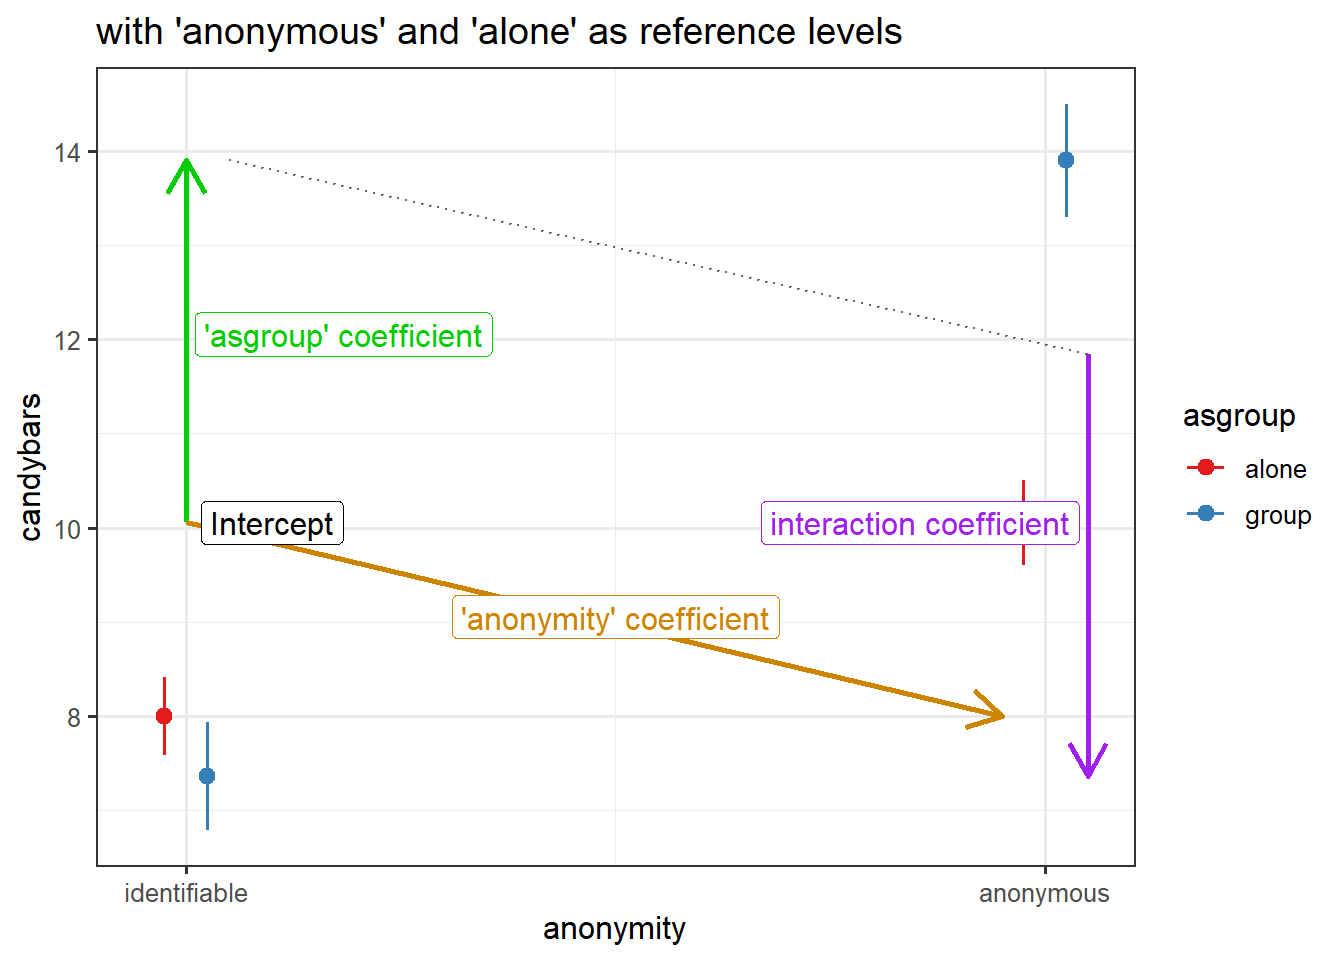 with 'anonymous' and 'alone' as reference levels
candybars
14
12
10
8
'asgroup' coefficient
Intercept
interaction coefficient
'anonymity' coefficient
identifiable
anonymous
anonymity
asgroup
alone
group